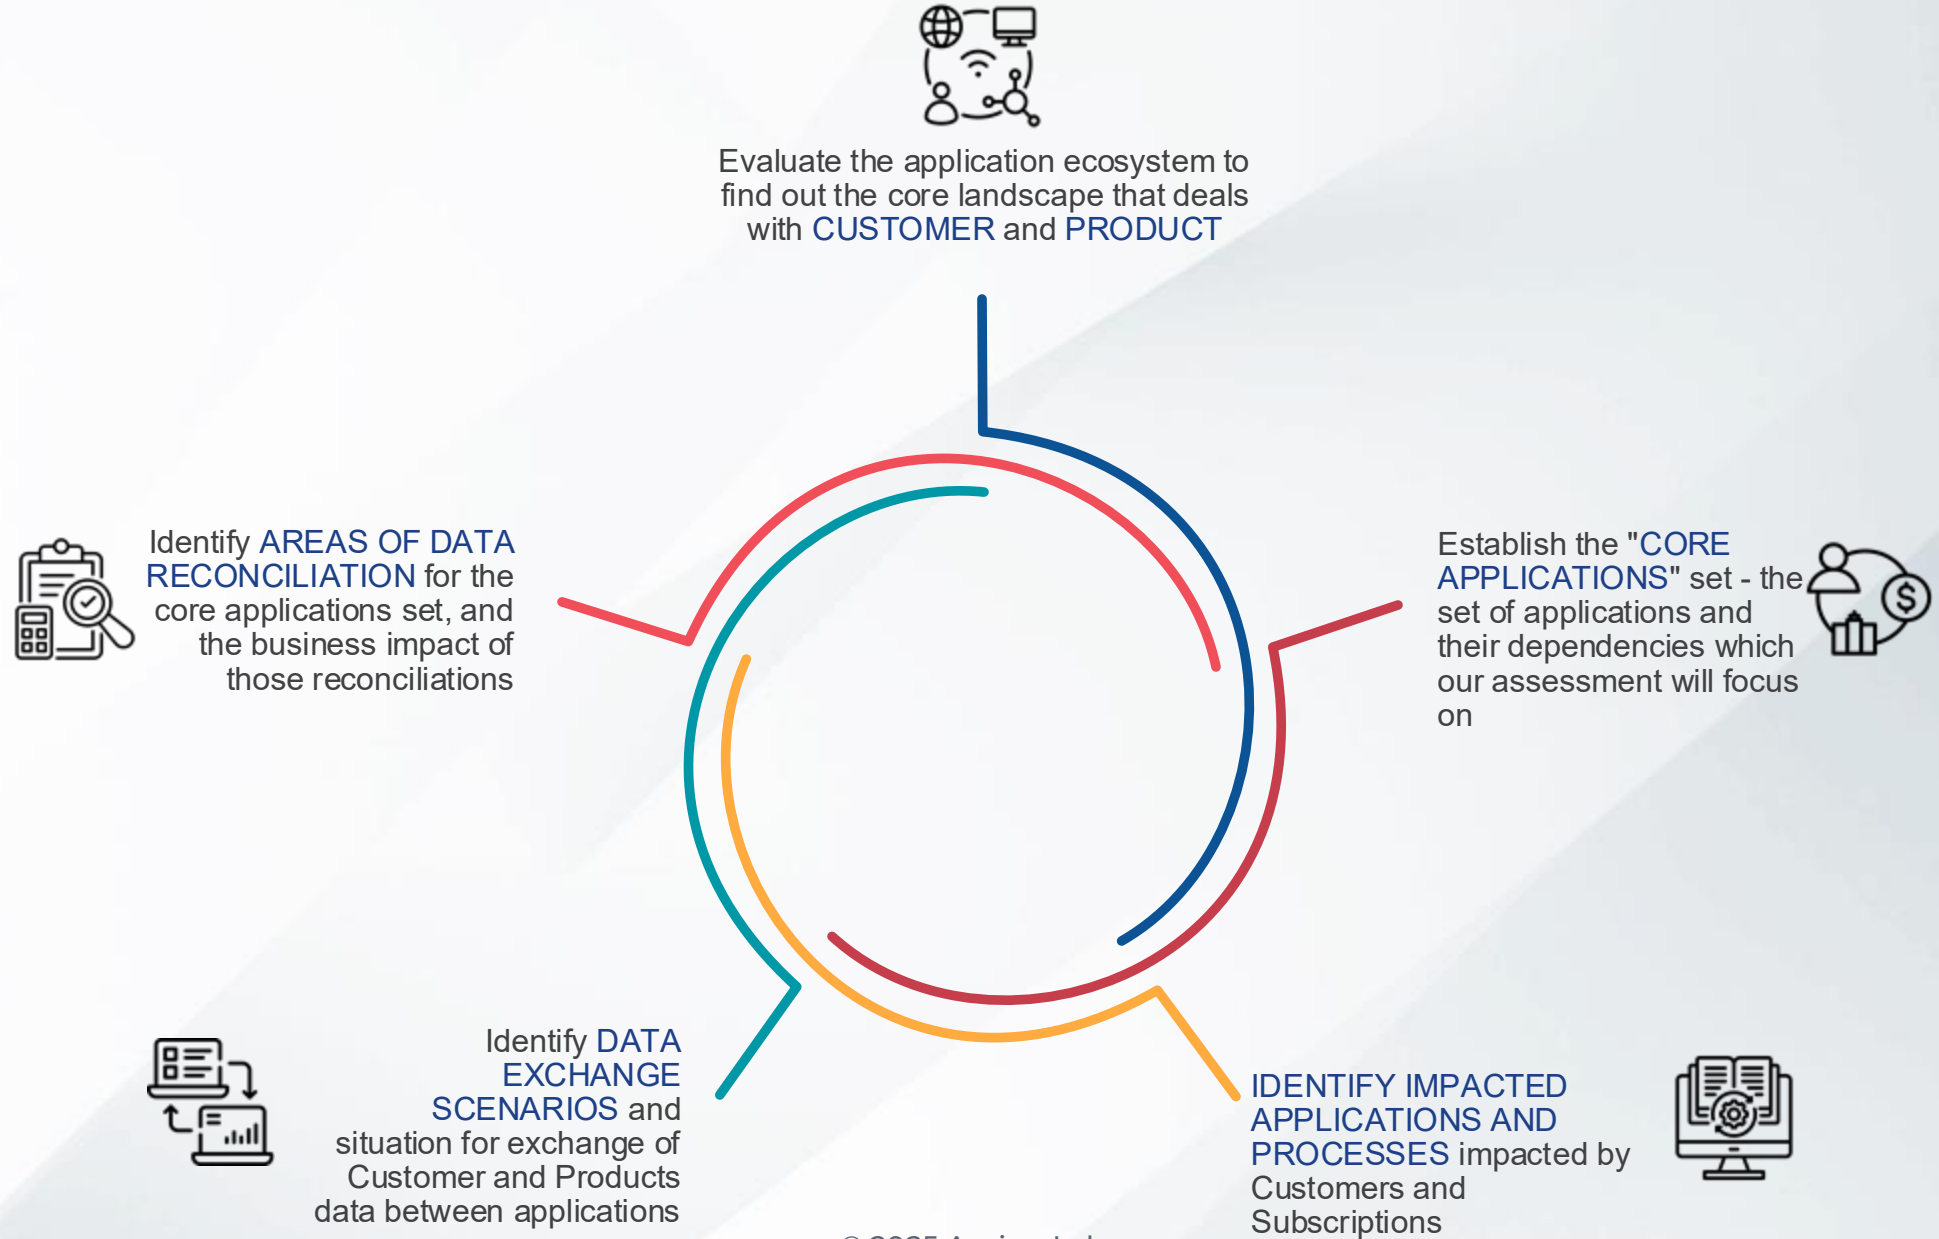 Evaluate the application ecosystem to
find out the core landscape that deals
with CUSTOMER and PRODUCT
Establish the "CORE
APPLICATIONS" set - the
set of applications and
their dependencies which
our assessment will focus
on
IDENTIFY IMPACTED
APPLICATIONS AND
PROCESSES impacted by
Customers and
Subscriptions
Identify DATA
EXCHANGE
SCENARIOS and
situation for exchange of
Customer and Products
data between applications
Identify AREAS OF DATA
RECONCILIATION for the
core applications set, and
the business impact of
those reconciliations
© 2025